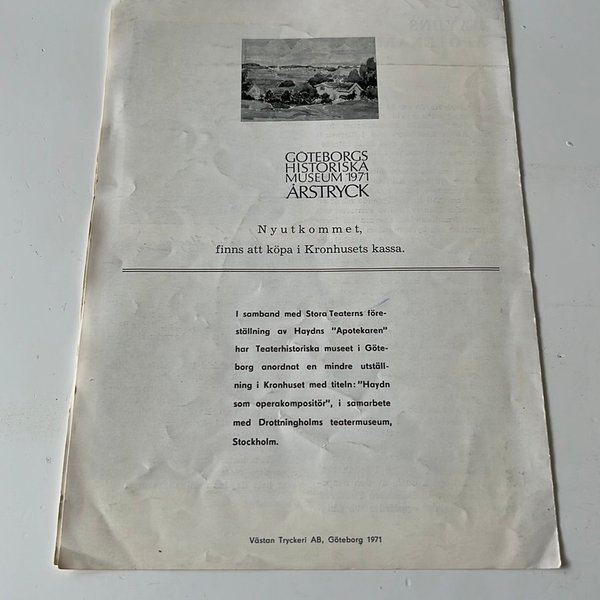 GÖTEBORGS
HISTORISKA
MUSEUM 1971
ÅRSTRYCK
Nyutkommet,
finns att köpa i Kronhusets kassa.
I samband med Stora Teaterns före-
ställning av Haydns "Apotekaren"
har Teaterhistoriska museet i Göte-
borg anordnat en mindre utställ-
ning i Kronhuset med titeln: "Haydn
som operakompositör", i samarbete
med Drottningholms teatermuseum,
Stockholm.
Västan Tryckeri AB, Göteborg 1971